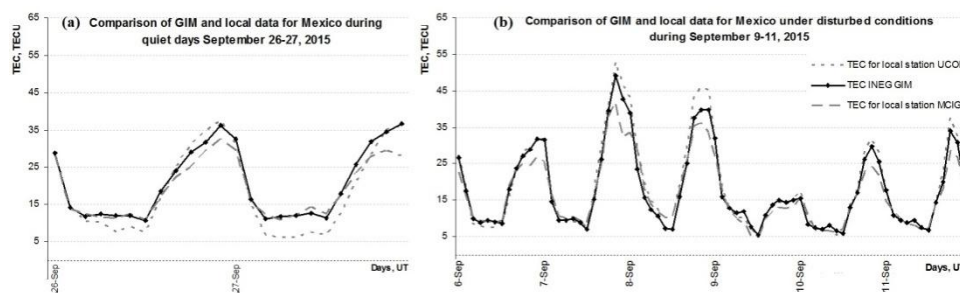 (a) Comparison of GIM and local data for Mexico during
quiet days September 26-27, 2015
TEC, TECU
65
55
45
35
25
15
5
26-Sep
27-Sep
Days, UT
(b) Comparison of GIM and local data for Mexico under disturbed conditions
during September 9-11, 2015
TEC, TECU
65
55
45
35
25
15
5
TEC for local station UCOI
TEC INEG GIM
TEC for local station MCIG
6-Sep
7-Sep
8-Sep
9-Sep
10-Sep
11-Sep
Days, UT